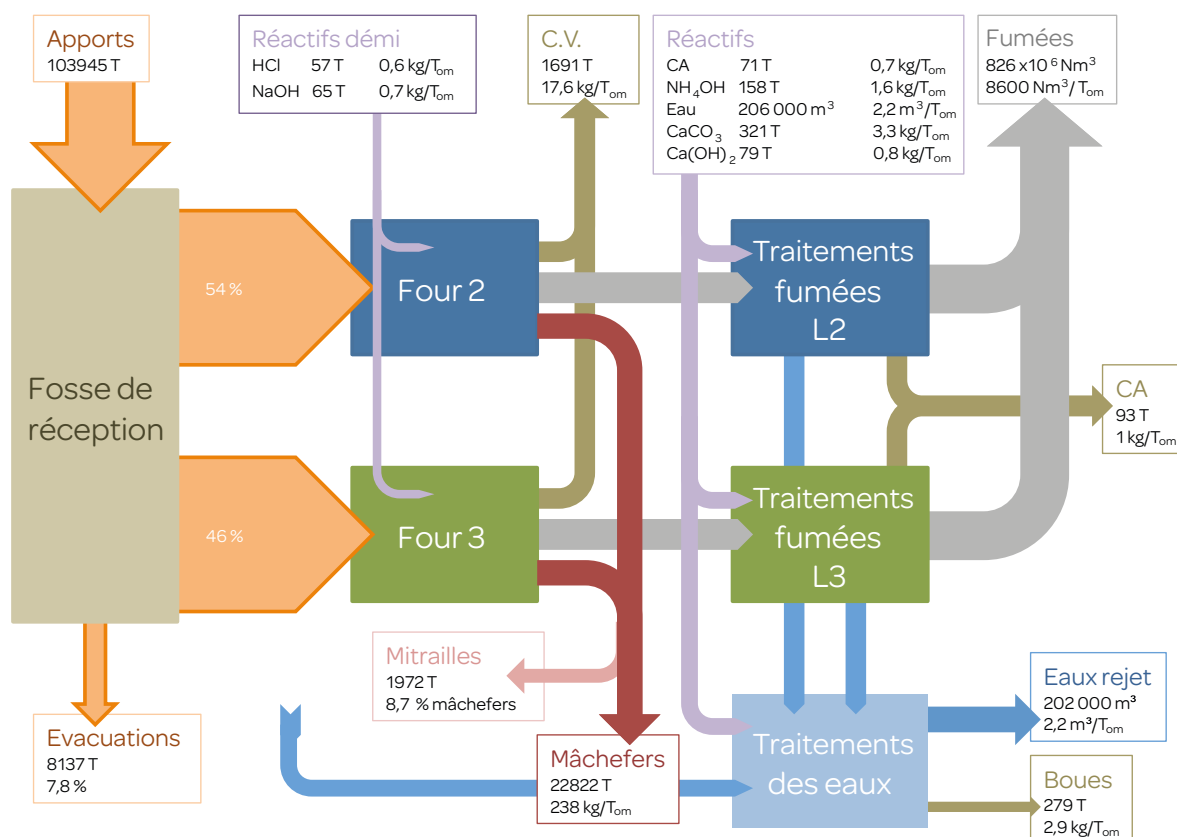 Apports
103945 T
Réactifs démi
HCl 57 T 0,6 kg/Tom
NaOH 65 T 0,7 kg/Tom
C.V.
1691 T
17,6 kg/Tom
Réactifs
CA 71 T 0,7 kg/Tom
NH4OH 158 T 1,6 kg/Tom
Eau 206 000 m³ 2,2 m³/Tom
CaCO3 321 T 3,3 kg/Tom
Ca(OH)2 79 T 0,8 kg/Tom
Fumées
826 x10⁶ Nm³
8600 Nm³/Tom
54 %
Four 2
Traitements
fumées
L2
Fosse de
réception
CA
93 T
1 kg/Tom
46 %
Four 3
Traitements
fumées
L3
Mitrailles
1972 T
8,7 % mâchefers
Eaux rejet
202 000 m³
2,2 m³/Tom
Evacuations
8137 T
7,8 %
Mâchefers
22822 T
238 kg/Tom
Traitements
des eaux
Boues
279 T
2,9 kg/Tom